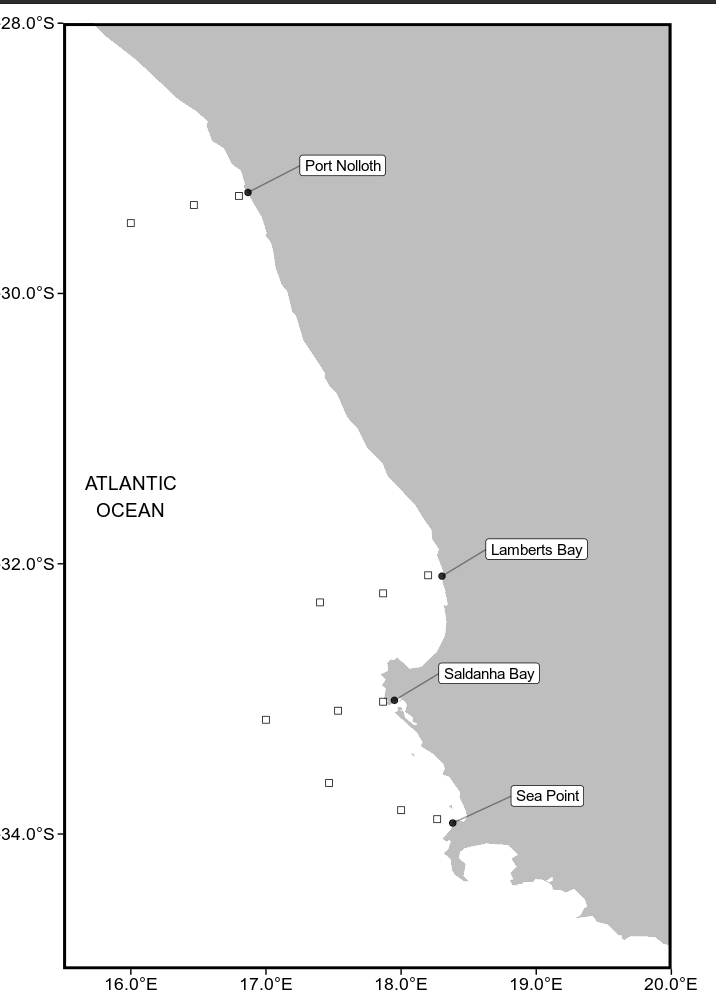 28.0°S
Port Nolloth
30.0°S
ATLANTIC
OCEAN
Lamberts Bay
32.0°S
Saldanha Bay
Sea Point
34.0°S
16.0°E 17.0°E 18.0°E 19.0°E 20.0°E